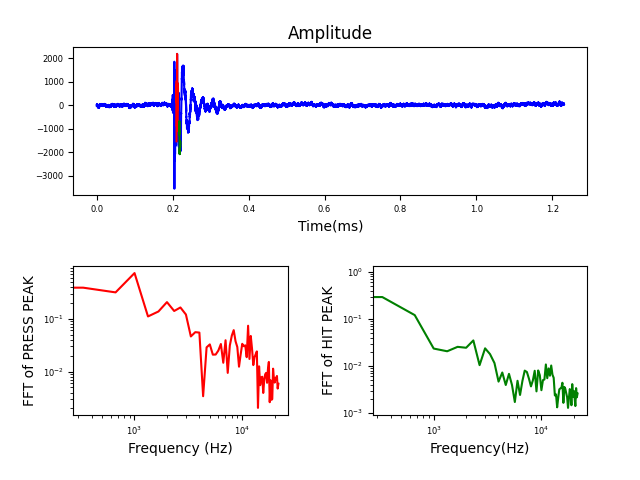 Amplitude
2000
1000
0
−1000
−2000
−3000
0.0 0.2 0.4 0.6 0.8 1.0 1.2
Time(ms)
FFT of PRESS PEAK
10⁻¹
10⁻²
10³ 10⁴
Frequency (Hz)
FFT of HIT PEAK
10⁰
10⁻¹
10⁻²
10⁻³
10³ 10⁴
Frequency(Hz)